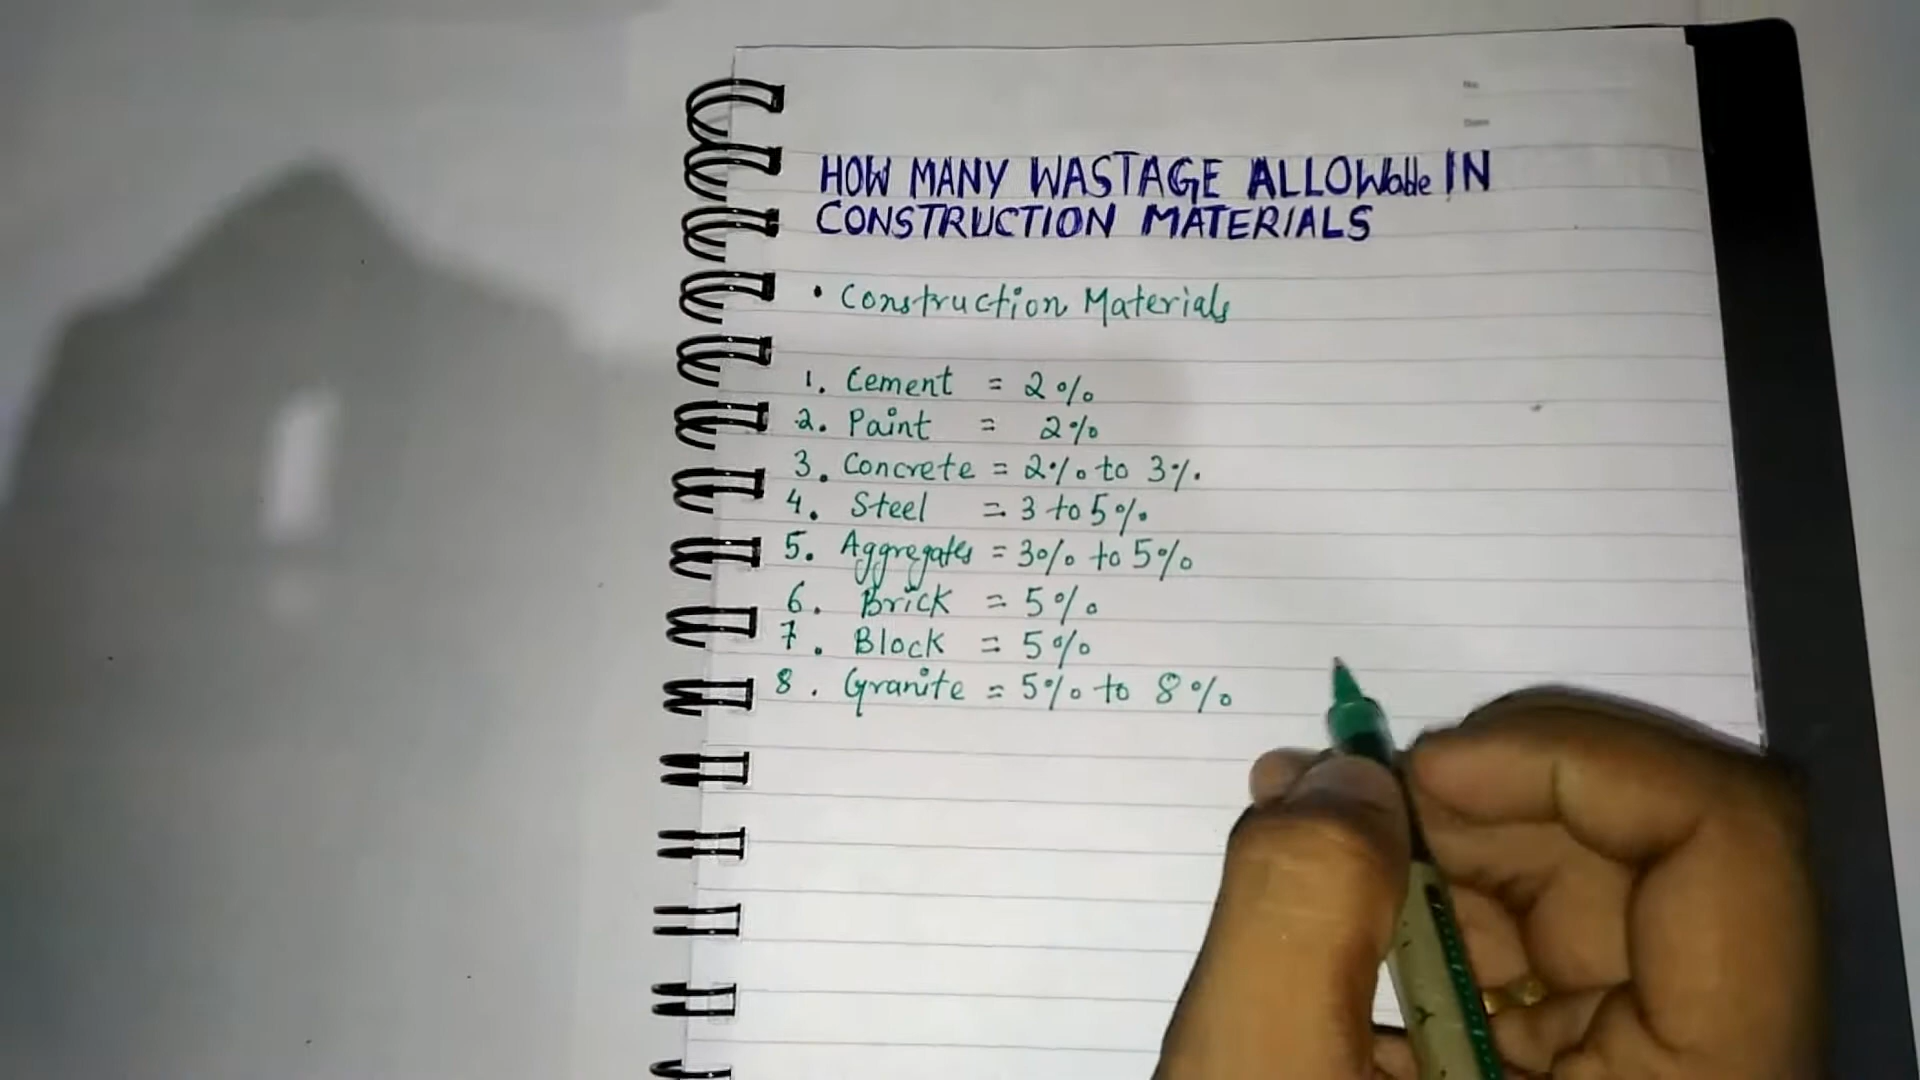 No.
Date
HOW MANY WASTAGE ALLOWable IN
CONSTRUCTION MATERIALS
• Construction Materials
1. Cement = 2%
2. Paint = 2%
3. Concrete = 2% to 3%
4. Steel = 3 to 5%
5. Aggregates = 3% to 5%
6. Brick = 5%
7. Block = 5%
8. Granite = 5% to 8%